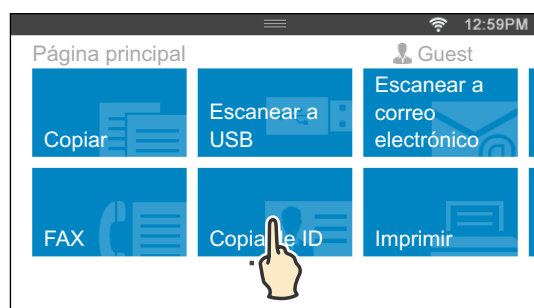 12:59PM
Página principal
Guest
Copiar
Escanear a
USB
Escanear a
correo
electrónico
FAX
Copia de ID
Imprimir